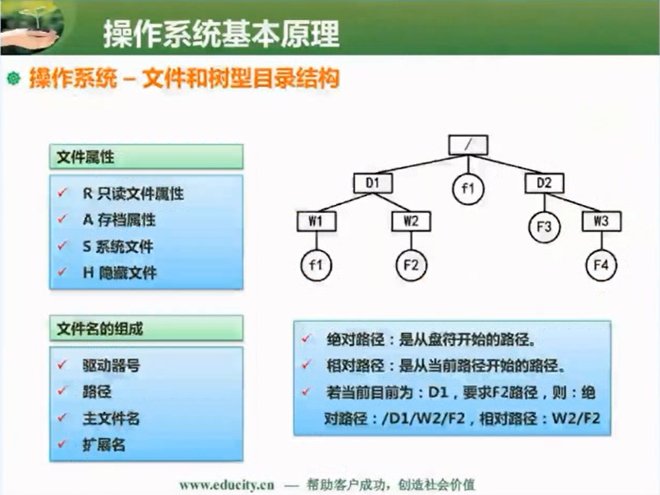 操作系统基本原理
操作系统 – 文件和树型目录结构
文件属性
R 只读文件属性
A 存档属性
S 系统文件
H 隐藏文件
文件名的组成
驱动器号
路径
主文件名
扩展名
/
D1
f1
D2
W1
W2
F3
W3
f1
F2
F4
绝对路径：是从盘符开始的路径。
相对路径：是从当前路径开始的路径。
若当前目前为：D1，要求F2路径，则：绝
对路径：/D1/W2/F2，相对路径：W2/F2
www.educity.cn — 帮助客户成功，创造社会价值